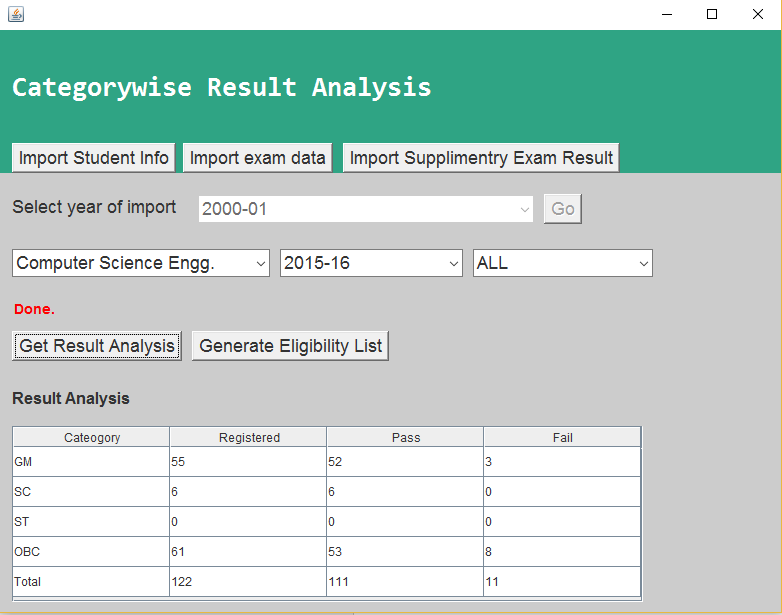 Categorywise Result Analysis
Import Student Info Import exam data Import Supplimentry Exam Result
Select year of import 2000-01 Go
Computer Science Engg. 2015-16 ALL
Done.
Get Result Analysis Generate Eligibility List
Result Analysis
Cateogory Registered Pass Fail
GM 55 52 3
SC 6 6 0
ST 0 0 0
OBC 61 53 8
Total 122 111 11